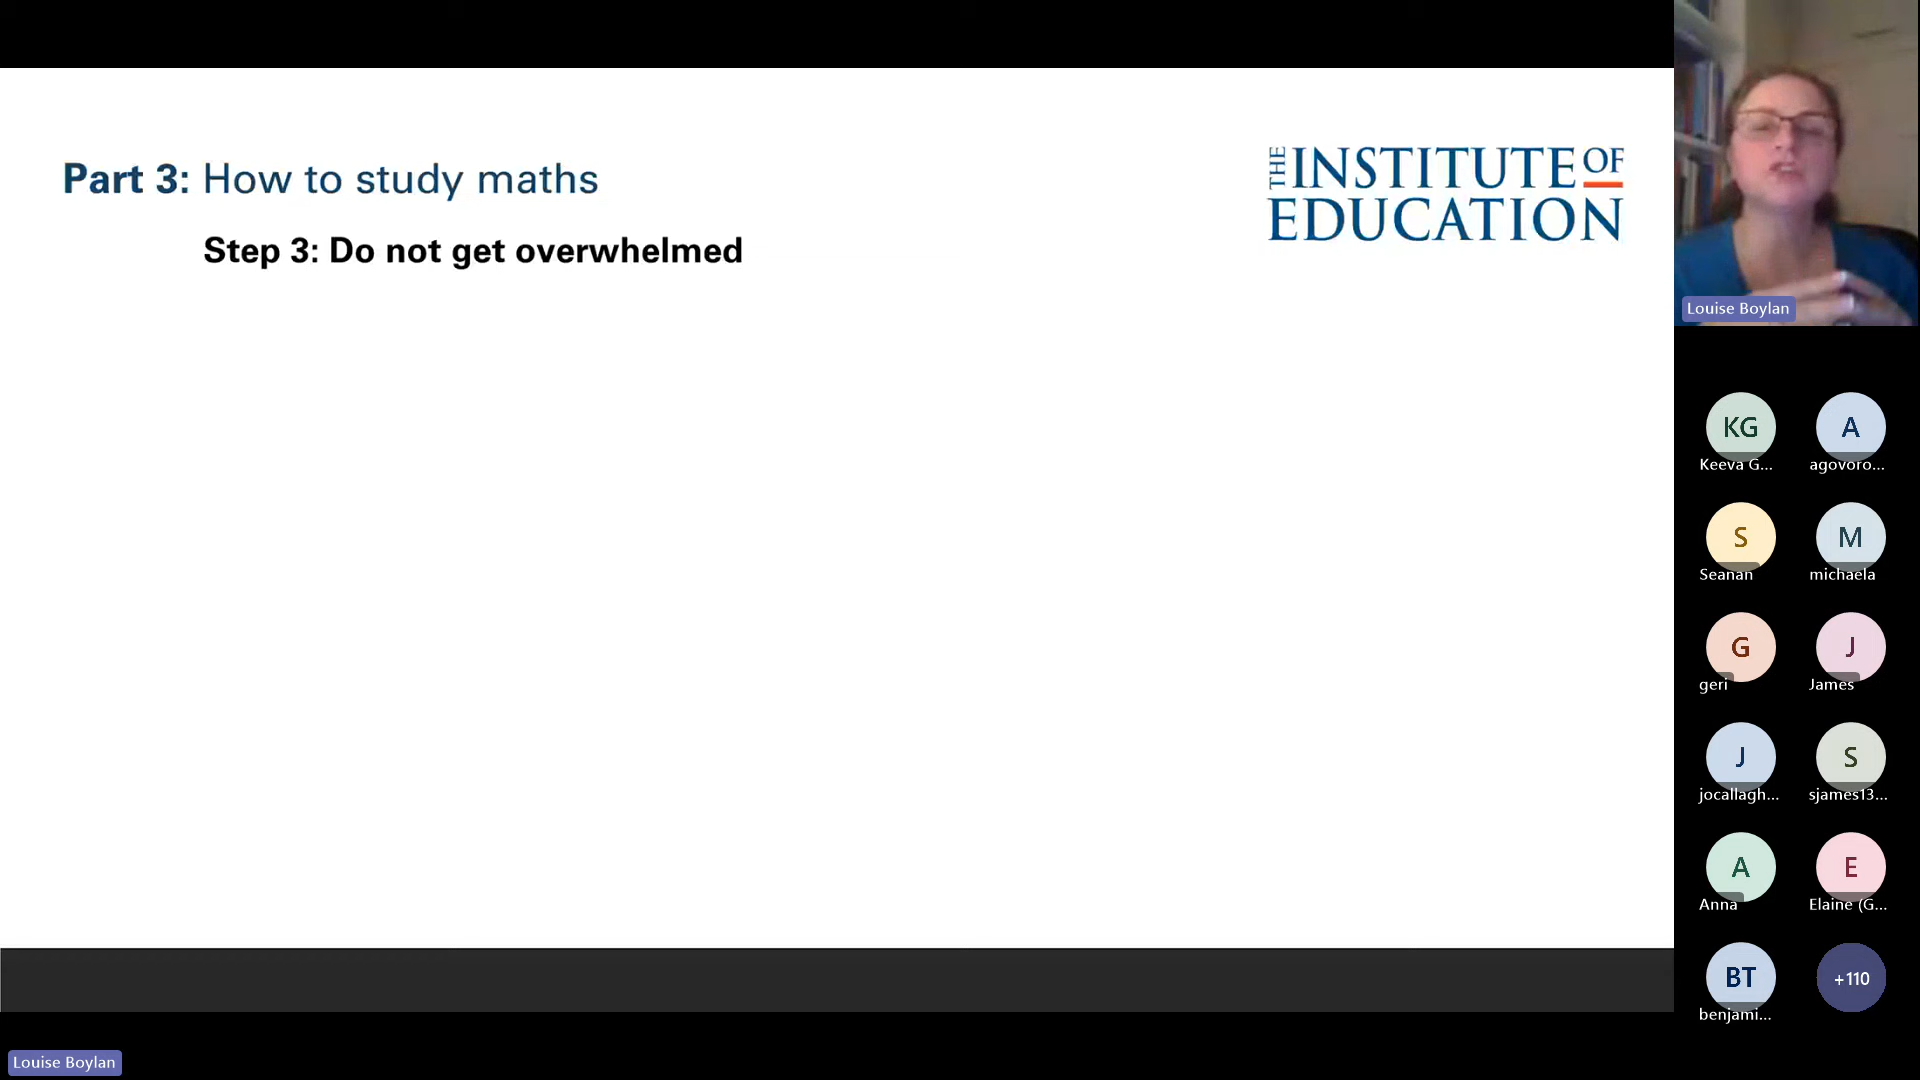 Part 3: How to study maths
Step 3: Do not get overwhelmed
THE INSTITUTE OF
EDUCATION
Louise Boylan
KG
Keeva G...
A
agovoro...
S
Seanan
M
michaela
G
geri
J
James
J
jocallagh...
S
sjames13...
A
Anna
E
Elaine (G...
BT
benjami...
+110
Louise Boylan